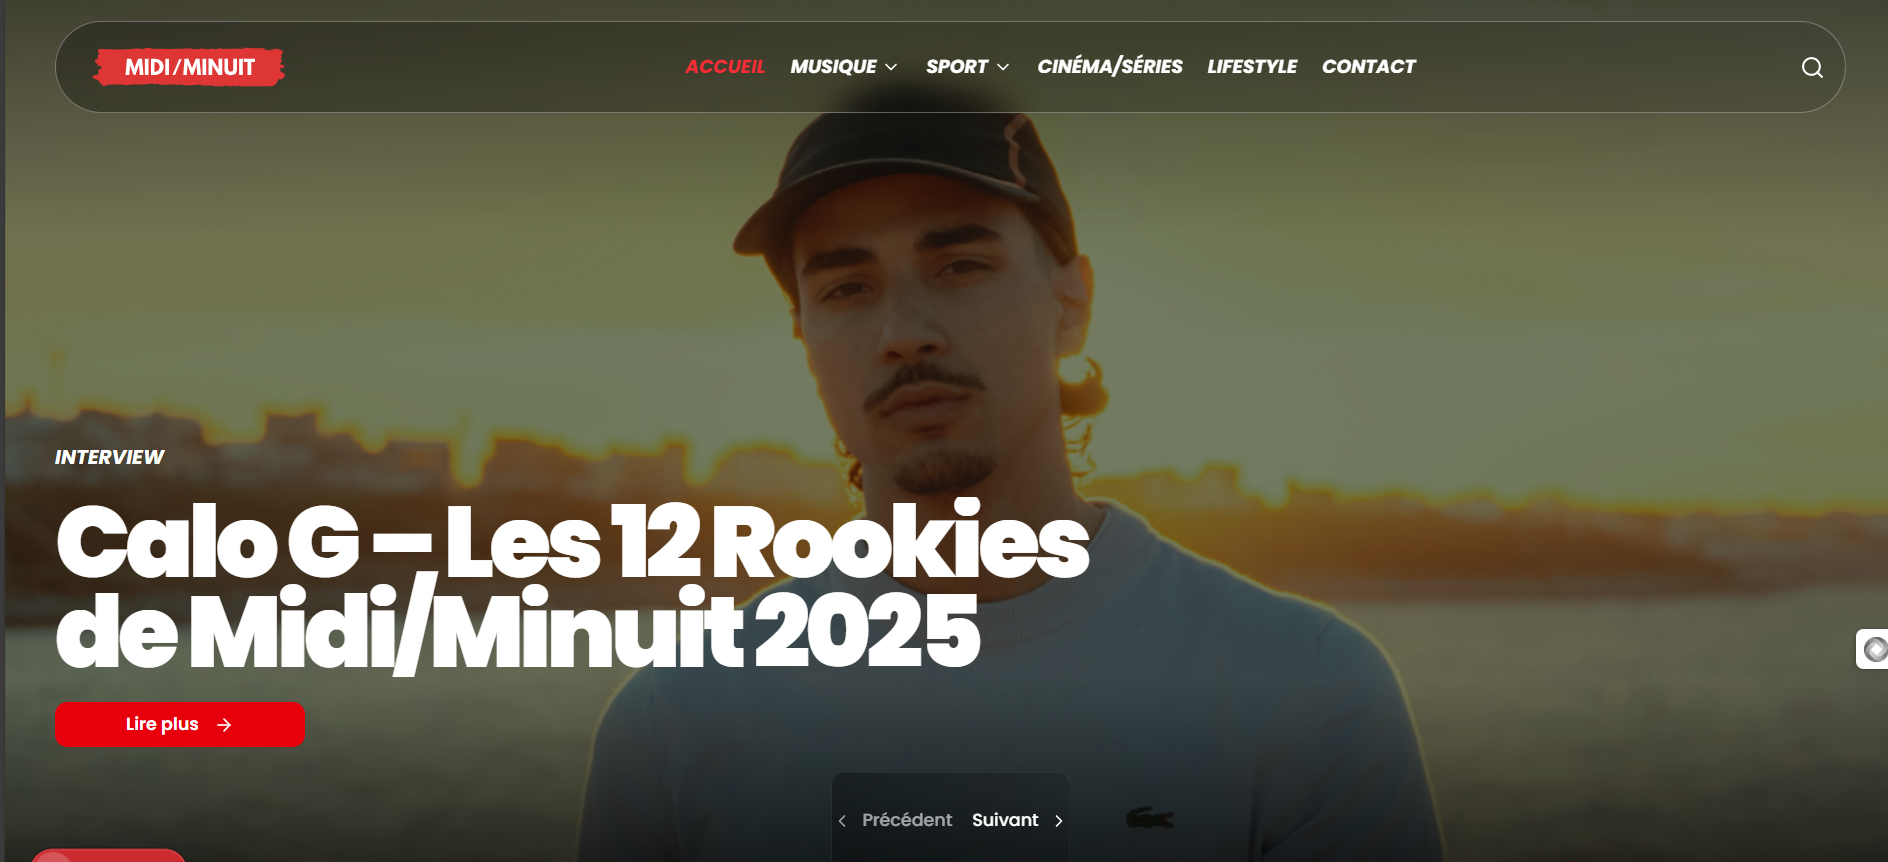 MIDI/MINUIT
ACCUEIL MUSIQUE SPORT CINÉMA/SÉRIES LIFESTYLE CONTACT
INTERVIEW
Calo G – Les 12 Rookies
de Midi/Minuit 2025
Lire plus
Précédent Suivant